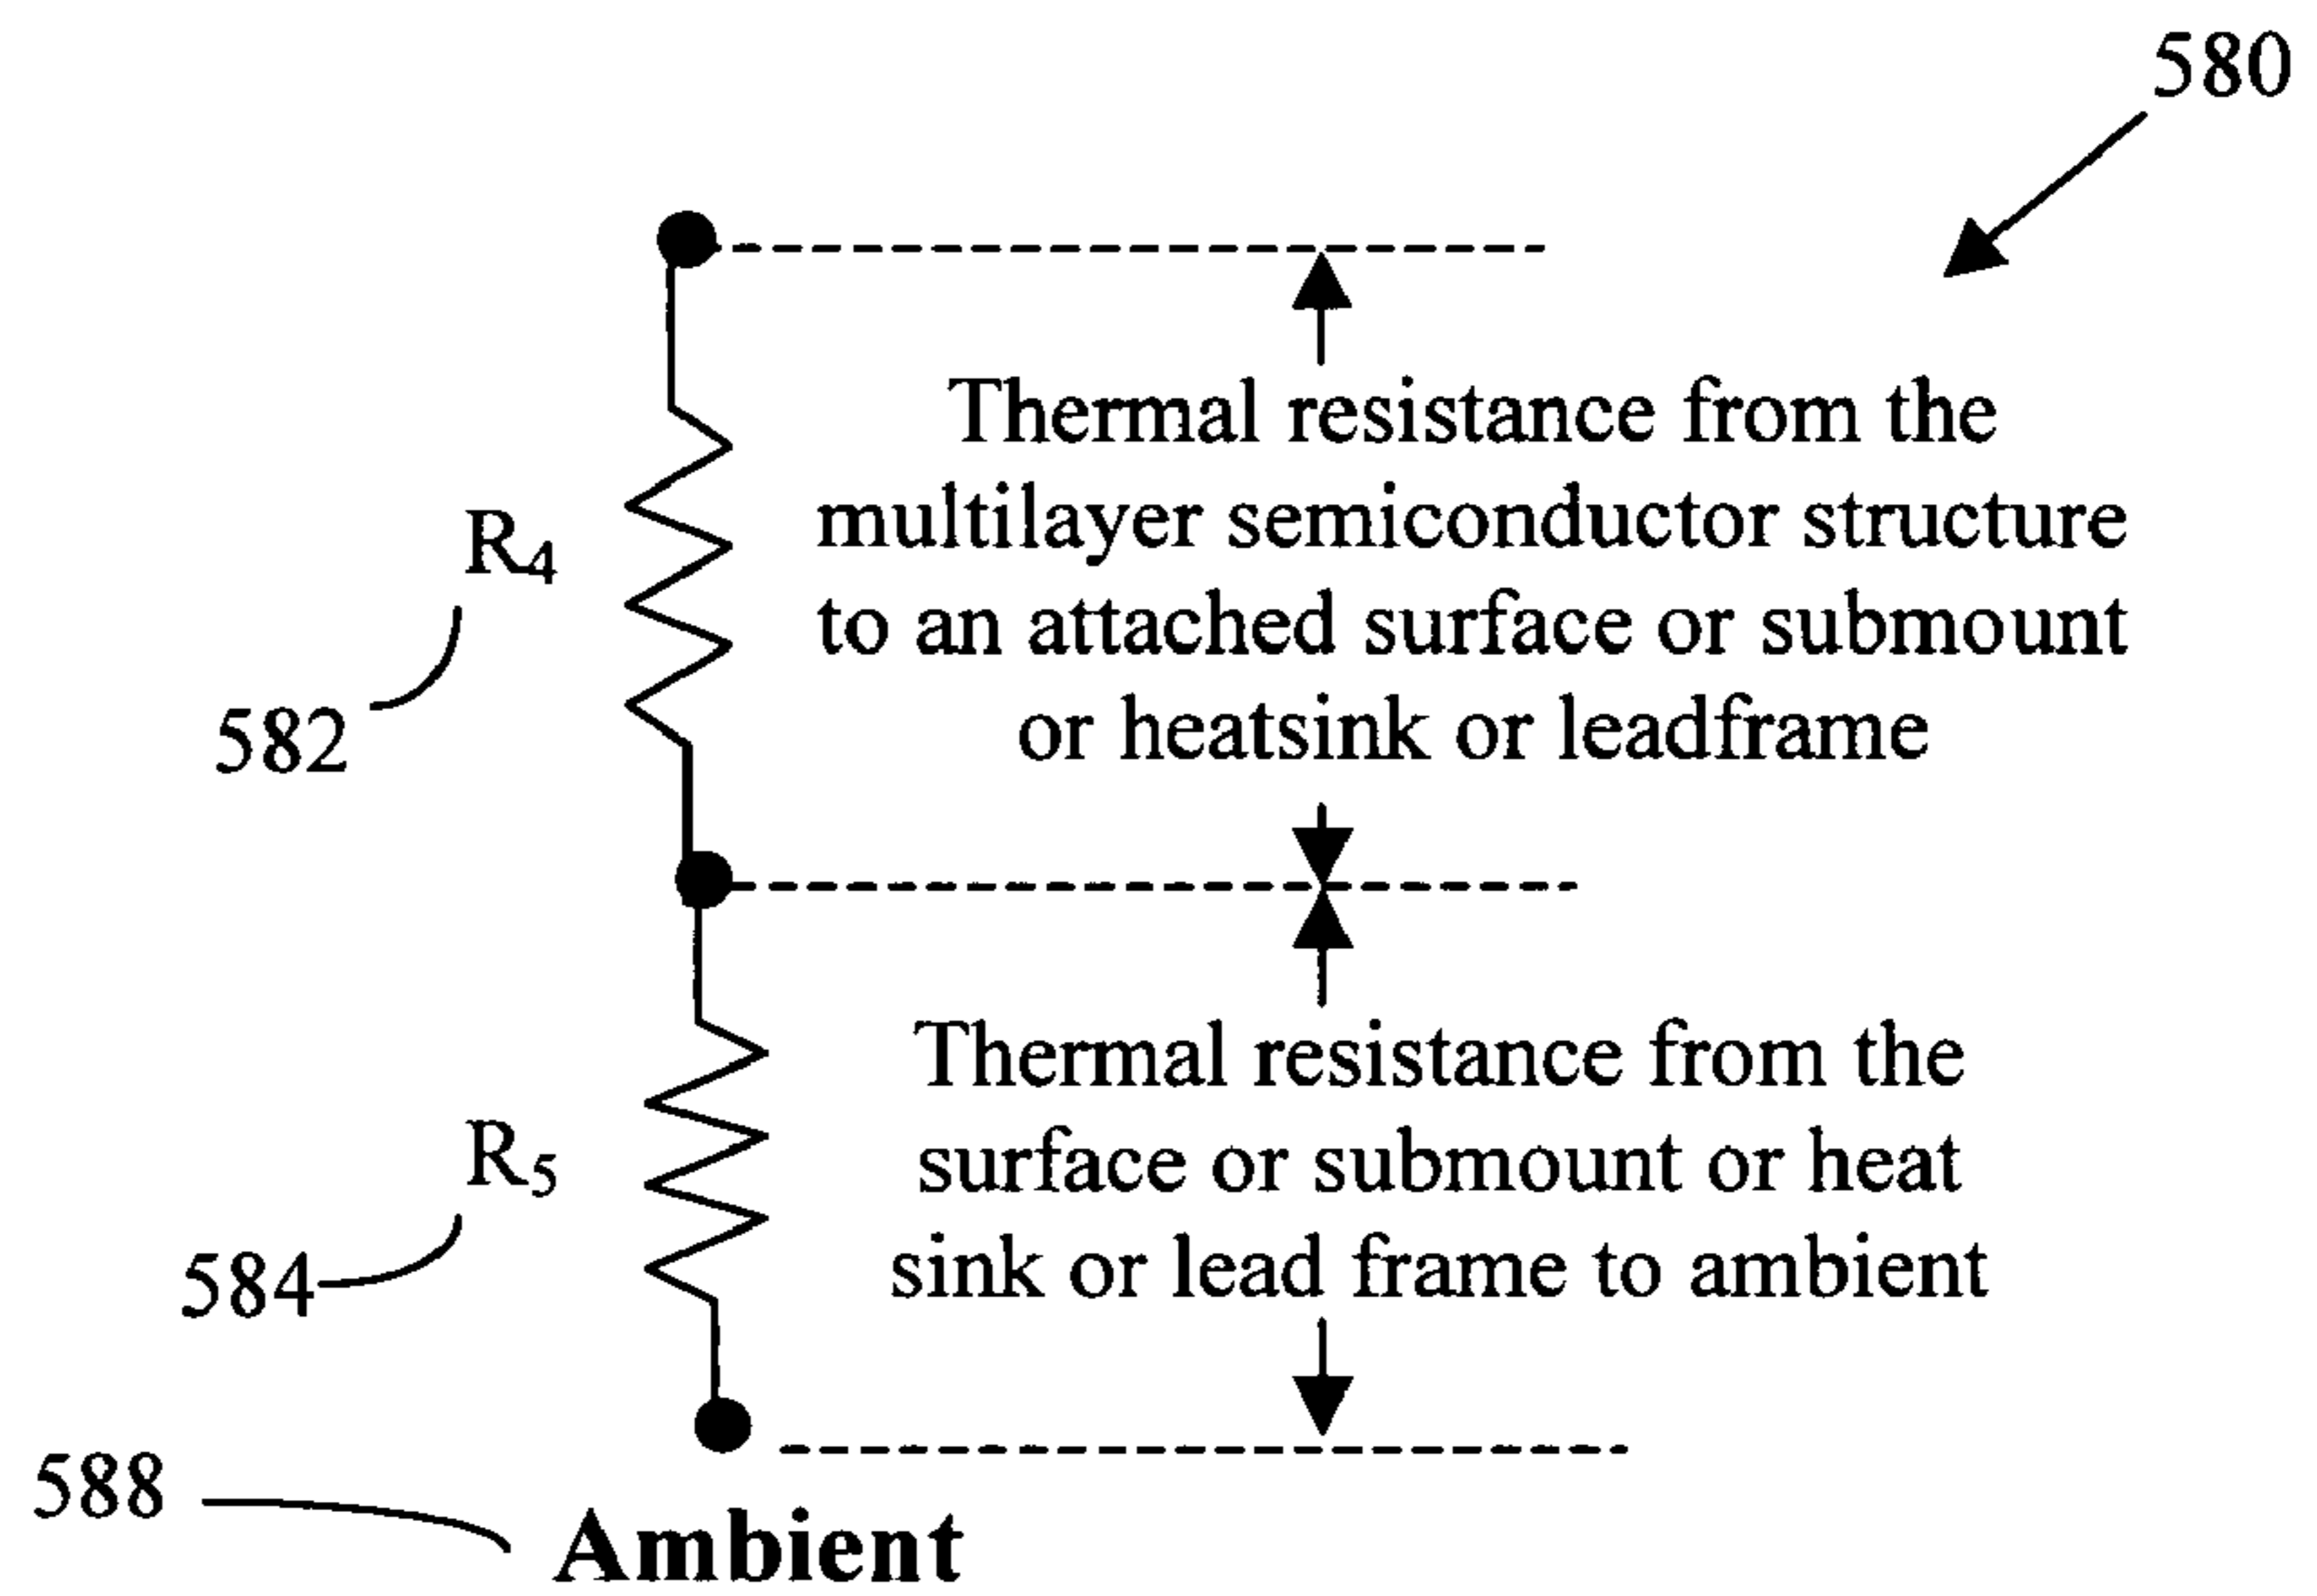 580
Thermal resistance from the
multilayer semiconductor structure
to an attached surface or submount
or heatsink or leadframe
R4
582
Thermal resistance from the
surface or submount or heat
sink or lead frame to ambient
R5
584
588
Ambient